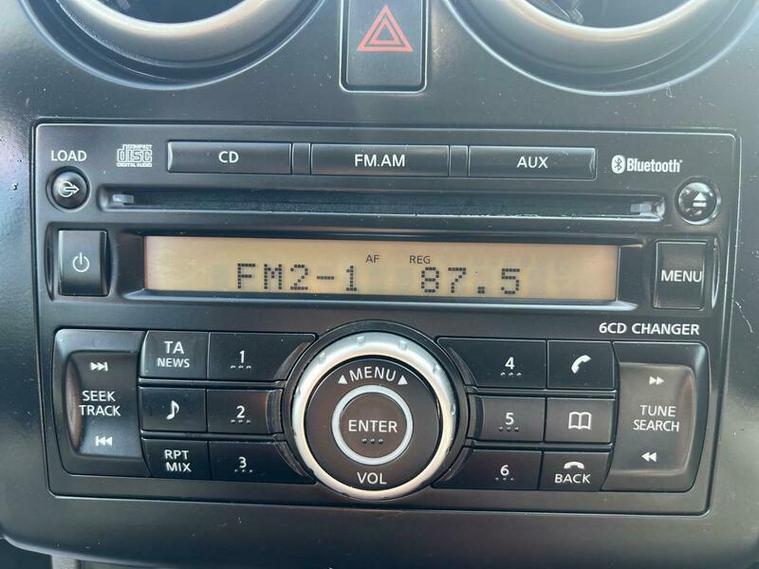 LOAD
COMPACT
disc
DIGITAL AUDIO
CD
FM.AM
AUX
Bluetooth
AF REG
FM2-1 87.5
MENU
6CD CHANGER
TA
NEWS
1
SEEK
TRACK
2
RPT
MIX
3
MENU
ENTER
VOL
4
5
6
BACK
TUNE
SEARCH